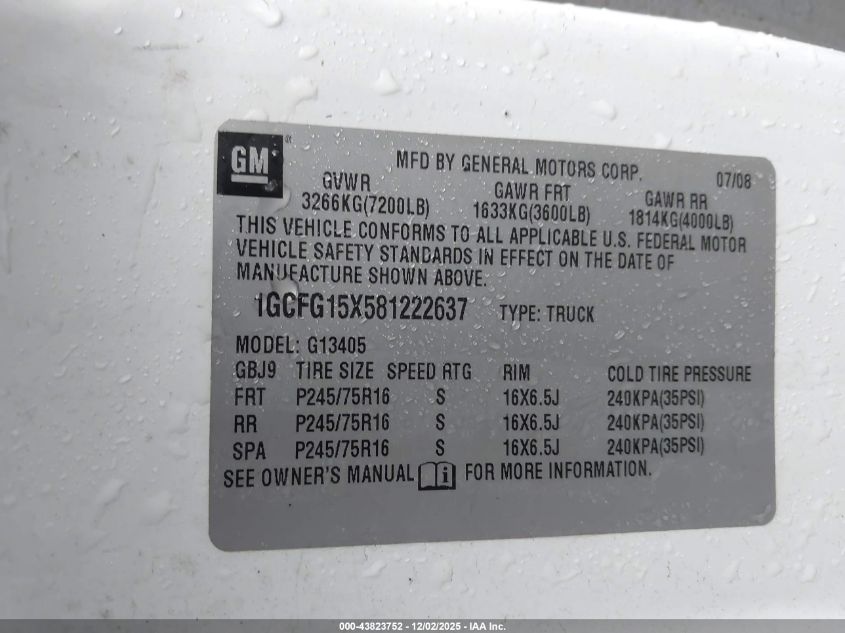 GM ®
MFD BY GENERAL MOTORS CORP. 07/08
GVWR GAWR FRT GAWR RR
3266KG(7200LB) 1633KG(3600LB) 1814KG(4000LB)
THIS VEHICLE CONFORMS TO ALL APPLICABLE U.S. FEDERAL MOTOR
VEHICLE SAFETY STANDARDS IN EFFECT ON THE DATE OF
MANUFACTURE SHOWN ABOVE.
1GCFG15X581222637 TYPE: TRUCK
MODEL: G13405
GBJ9 TIRE SIZE SPEED RTG RIM COLD TIRE PRESSURE
FRT P245/75R16 S 16X6.5J 240KPA(35PSI)
RR P245/75R16 S 16X6.5J 240KPA(35PSI)
SPA P245/75R16 S 16X6.5J 240KPA(35PSI)
SEE OWNER'S MANUAL i FOR MORE INFORMATION.
000-43823752 - 12/02/2025 - IAA Inc.